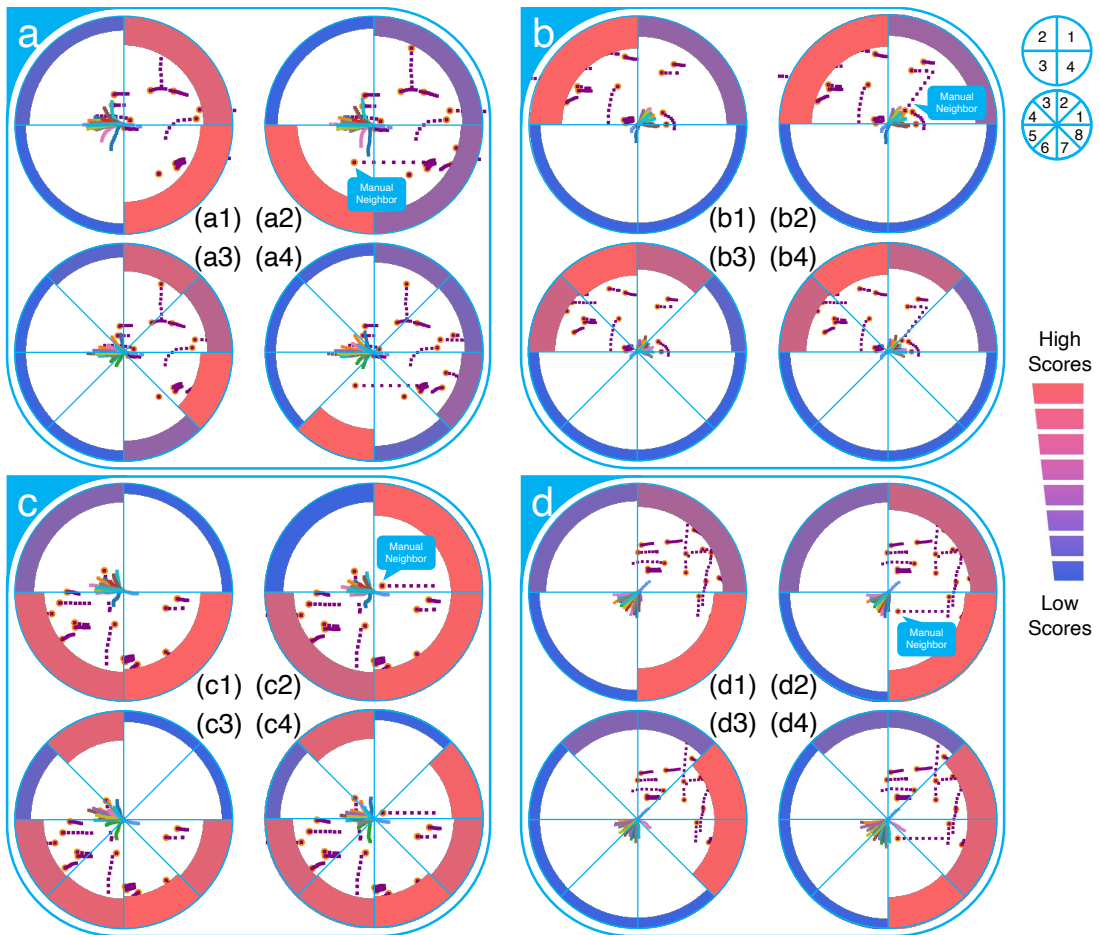 a
(a1) (a2)
(a3) (a4)
Manual
Neighbor
b
(b1) (b2)
(b3) (b4)
Manual
Neighbor
2 1
3 4
3 2
4 1
5 8
6 7
High
Scores
Low
Scores
c
(c1) (c2)
(c3) (c4)
Manual
Neighbor
d
(d1) (d2)
(d3) (d4)
Manual
Neighbor